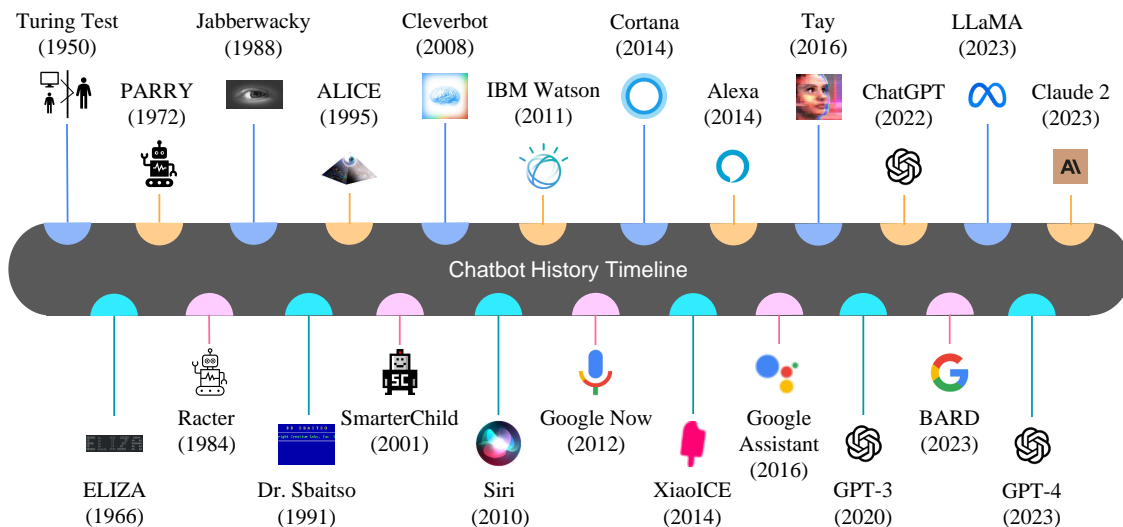 Turing Test
(1950)
Jabberwacky
(1988)
Cleverbot
(2008)
Cortana
(2014)
Tay
(2016)
LLaMA
(2023)
PARRY
(1972)
ALICE
(1995)
IBM Watson
(2011)
Alexa
(2014)
ChatGPT
(2022)
Claude 2
(2023)
A\
Chatbot History Timeline
SC
Racter
(1984)
SmarterChild
(2001)
Google Now
(2012)
Google
Assistant
(2016)
BARD
(2023)
ELIZA
ELIZA
(1966)
Dr. Sbaitso
(1991)
Siri
(2010)
XiaoICE
(2014)
GPT-3
(2020)
GPT-4
(2023)